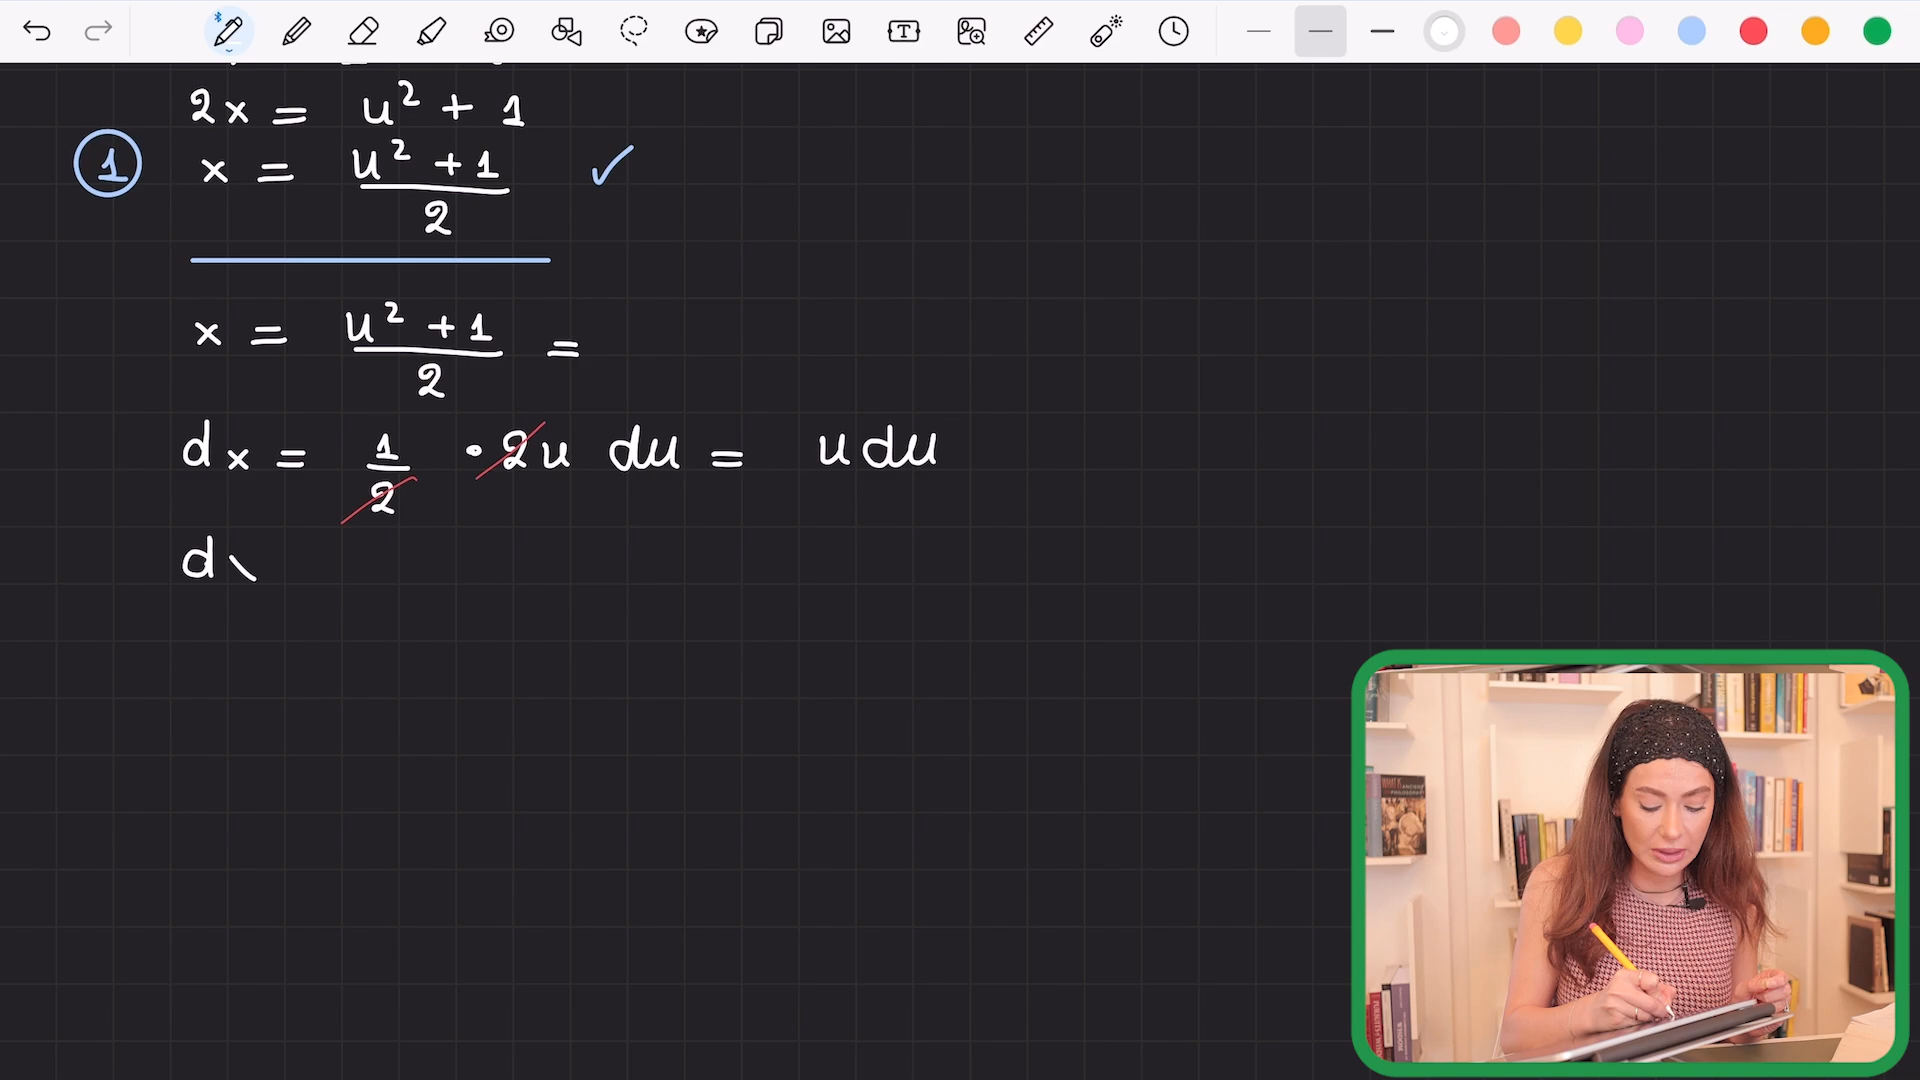 2x = u² + 1
① x = (u² + 1)/2 ✓
x = (u² + 1)/2 =
dx = 1/2 · 2u du = u du
d